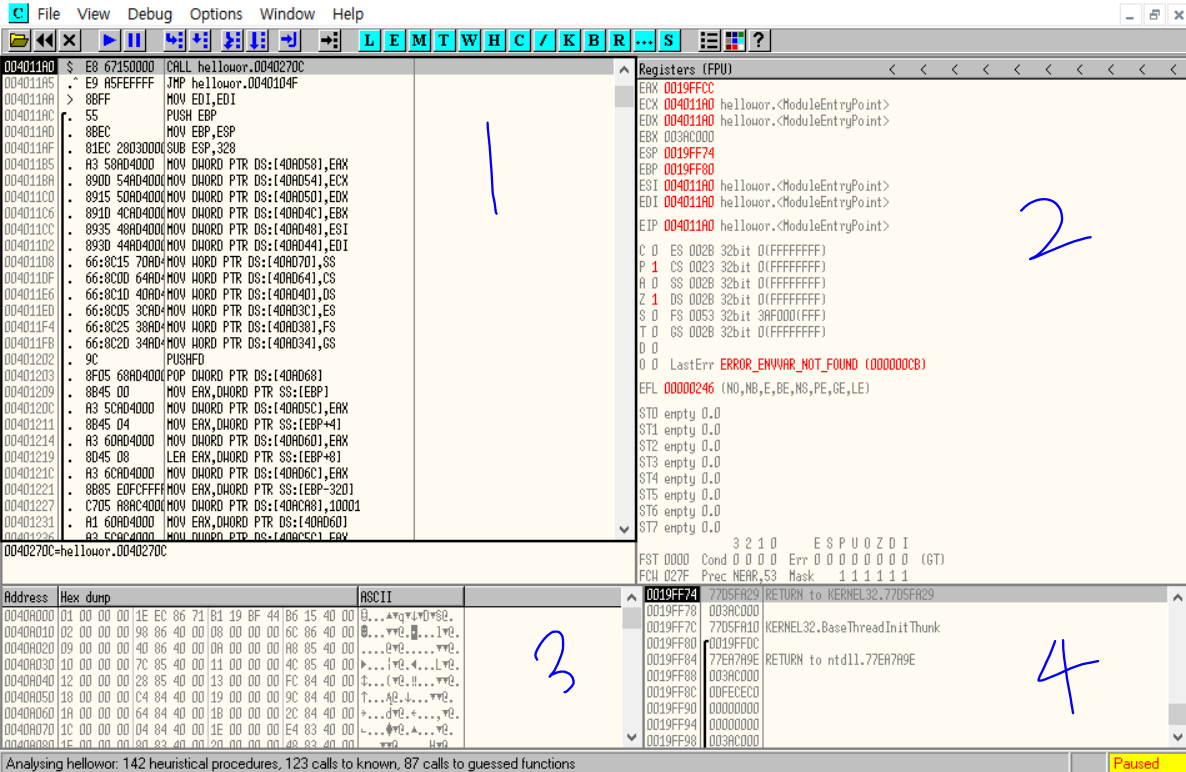 C File View Debug Options Window Help
L E M T W H C / K B R ... S ?
004011A0 $ E8 67150000 CALL hellowor.0040270C
004011A5 .^ E9 A5FEFFFF JMP hellowor.0040104F
004011AA > 8BFF MOV EDI,EDI
004011AC . 55 PUSH EBP
004011AD . 8BEC MOV EBP,ESP
004011AF . 81EC 28030000 SUB ESP,328
004011B5 . A3 58AD4000 MOV DWORD PTR DS:[40AD58],EAX
004011BA . 890D 54AD4000 MOV DWORD PTR DS:[40AD54],ECX
004011C0 . 8915 50AD4000 MOV DWORD PTR DS:[40AD50],EDX
004011C6 . 891D 4CAD4000 MOV DWORD PTR DS:[40AD4C],EBX
004011CC . 8935 48AD4000 MOV DWORD PTR DS:[40AD48],ESI
004011D2 . 893D 44AD4000 MOV DWORD PTR DS:[40AD44],EDI
004011D8 . 66:8C15 70AD4 MOV WORD PTR DS:[40AD70],SS
004011DF . 66:8C0D 64AD4 MOV WORD PTR DS:[40AD64],CS
004011E6 . 66:8C1D 40AD4 MOV WORD PTR DS:[40AD40],DS
004011ED . 66:8C05 3CAD4 MOV WORD PTR DS:[40AD3C],ES
004011F4 . 66:8C25 38AD4 MOV WORD PTR DS:[40AD38],FS
004011FB . 66:8C2D 34AD4 MOV WORD PTR DS:[40AD34],GS
00401202 . 9C PUSHFD
00401203 . 8F05 68AD4000 POP DWORD PTR DS:[40AD68]
00401209 . 8B45 00 MOV EAX,DWORD PTR SS:[EBP]
0040120C . A3 5CAD4000 MOV DWORD PTR DS:[40AD5C],EAX
00401211 . 8B45 04 MOV EAX,DWORD PTR SS:[EBP+4]
00401214 . A3 60AD4000 MOV DWORD PTR DS:[40AD60],EAX
00401219 . 8D45 08 LEA EAX,DWORD PTR SS:[EBP+8]
0040121C . A3 6CAD4000 MOV DWORD PTR DS:[40AD6C],EAX
00401221 . 8B85 E0FCFFFF MOV EAX,DWORD PTR SS:[EBP-320]
00401227 . C705 A8AC4000 MOV DWORD PTR DS:[40ACA8],10001
00401231 . A1 60AD4000 MOV EAX,DWORD PTR DS:[40AD60]
00401236 . A3 5CAC4000 MOV DWORD PTR DS:[40AC5C],EAX
0040270C=hellowor.0040270C
1
Registers (FPU) < < < < < < < < < <
EAX 0019FFCC
ECX 004011A0 hellowor.<ModuleEntryPoint>
EDX 004011A0 hellowor.<ModuleEntryPoint>
EBX 003AC000
ESP 0019FF74
EBP 0019FF80
ESI 004011A0 hellowor.<ModuleEntryPoint>
EDI 004011A0 hellowor.<ModuleEntryPoint>
EIP 004011A0 hellowor.<ModuleEntryPoint>
C 0 ES 002B 32bit 0(FFFFFFFF)
P 1 CS 0023 32bit 0(FFFFFFFF)
A 0 SS 002B 32bit 0(FFFFFFFF)
Z 1 DS 002B 32bit 0(FFFFFFFF)
S 0 FS 0053 32bit 3AF000(FFF)
T 0 GS 002B 32bit 0(FFFFFFFF)
D 0
O 0 LastErr ERROR_ENVVAR_NOT_FOUND (000000CB)
EFL 00000246 (NO,NB,E,BE,NS,PE,GE,LE)
ST0 empty 0.0
ST1 empty 0.0
ST2 empty 0.0
ST3 empty 0.0
ST4 empty 0.0
ST5 empty 0.0
ST6 empty 0.0
ST7 empty 0.0
3 2 1 0 E S P U O Z D I
FST 0000 Cond 0 0 0 0 Err 0 0 0 0 0 0 0 0 (GT)
FCW 027F Prec NEAR,53 Mask 1 1 1 1 1 1
2
Address Hex dump ASCII
0040A000 01 00 00 00 1E EC 86 71 B1 19 BF 44 B6 15 40 00
0040A010 02 00 00 00 98 86 40 00 08 00 00 00 6C 86 40 00
0040A020 09 00 00 00 40 86 40 00 0A 00 00 00 A8 85 40 00
0040A030 10 00 00 00 7C 85 40 00 11 00 00 00 4C 85 40 00
0040A040 12 00 00 00 28 85 40 00 13 00 00 00 FC 84 40 00
0040A050 18 00 00 00 C4 84 40 00 19 00 00 00 9C 84 40 00
0040A060 1A 00 00 00 64 84 40 00 1B 00 00 00 2C 84 40 00
0040A070 1C 00 00 00 04 84 40 00 1E 00 00 00 E4 83 40 00
0040A080 1F 00 00 00 80 83 40 00 20 00 00 00 48 83 40 00
3
0019FF74 77D5FA29 RETURN to KERNEL32.77D5FA29
0019FF78 003AC000
0019FF7C 77D5FA10 KERNEL32.BaseThreadInitThunk
0019FF80 0019FFDC
0019FF84 77EA7A9E RETURN to ntdll.77EA7A9E
0019FF88 003AC000
0019FF8C 0DFECEC0
0019FF90 00000000
0019FF94 00000000
0019FF98 003AC000
4
Analysing hellowor: 142 heuristical procedures, 123 calls to known, 87 calls to guessed functions
Paused